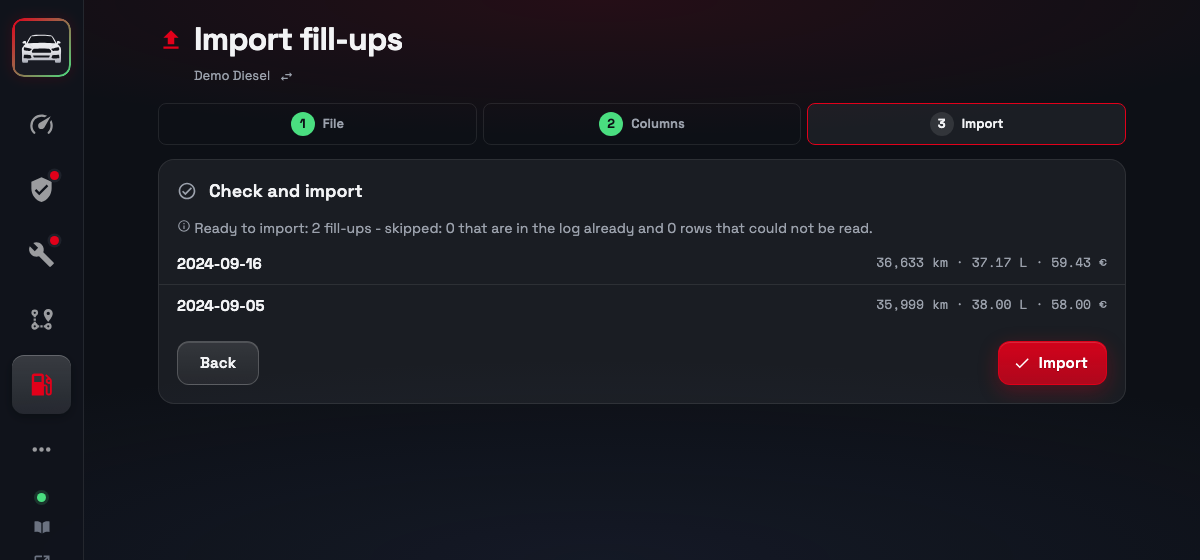 Import fill-ups
Demo Diesel
1 File
2 Columns
3 Import
Check and import
Ready to import: 2 fill-ups - skipped: 0 that are in the log already and 0 rows that could not be read.
2024-09-16 36,633 km · 37.17 L · 59.43 €
2024-09-05 35,999 km · 38.00 L · 58.00 €
Back
Import